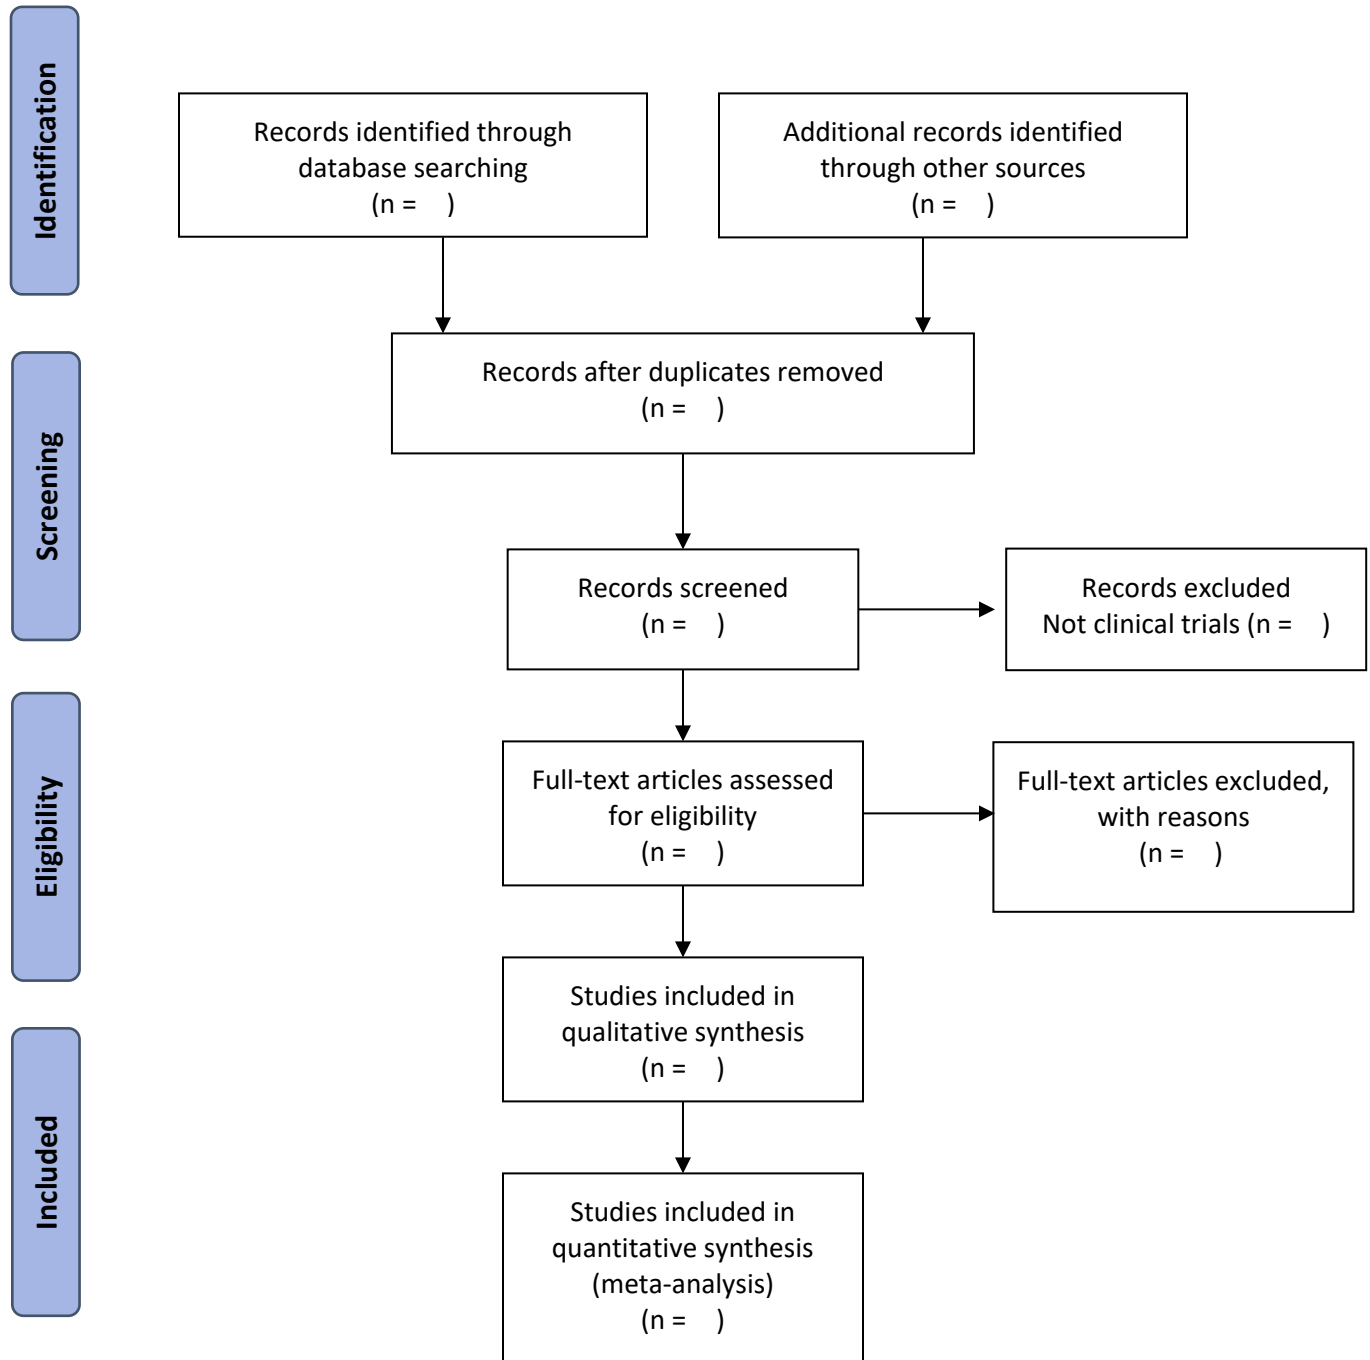 Identification
Records identified through
database searching
(n =    )
Additional records identified
through other sources
(n =    )
Screening
Records after duplicates removed
(n =    )
Records screened
(n =    )
Records excluded
Not clinical trials (n =    )
Eligibility
Full-text articles assessed
for eligibility
(n =    )
Full-text articles excluded,
with reasons
(n =    )
Studies included in
qualitative synthesis
(n =    )
Included
Studies included in
quantitative synthesis
(meta-analysis)
(n =    )